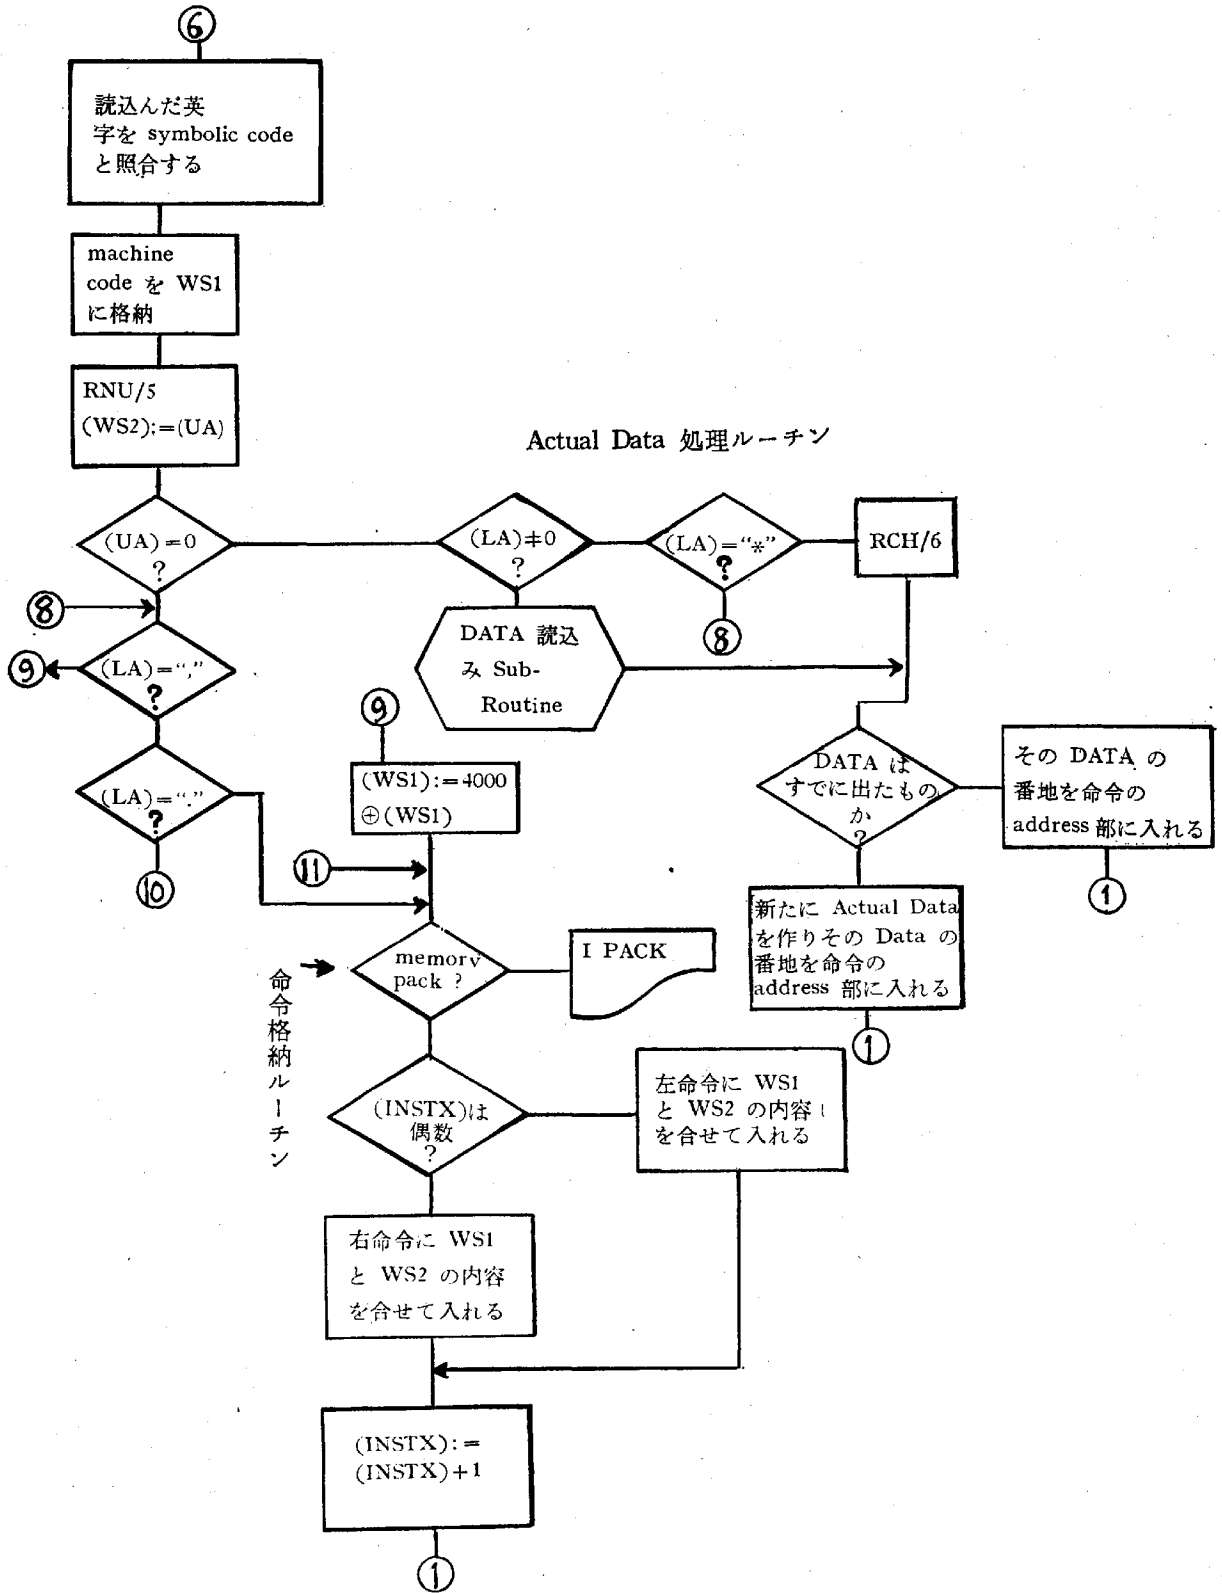 ⑥
読込んだ英
字を symbolic code
と照合する
machine
code を WS1
に格納
RNU/5
(WS2):=(UA)
Actual Data 処理ルーチン
(UA)=0
?
(LA)≠0
?
(LA)="*"
?
RCH/6
⑧
⑧
DATA 読込
み Sub-
Routine
⑨
(LA)=","
?
⑨
(WS1):=4000
⊕(WS1)
(LA)="."
?
⑩
⑪
DATA は
すでに出たもの
か
?
その DATA の
番地を命令の
address 部に入れる
①
新たに Actual Data
を作りその Data の
番地を命令の
address 部に入れる
①
命令格納ルーチン
memory
pack ?
I PACK
(INSTX)は
偶数
?
左命令に WS1
と WS2 の内容
を合せて入れる
右命令に WS1
と WS2 の内容
を合せて入れる
(INSTX):=
(INSTX)+1
①